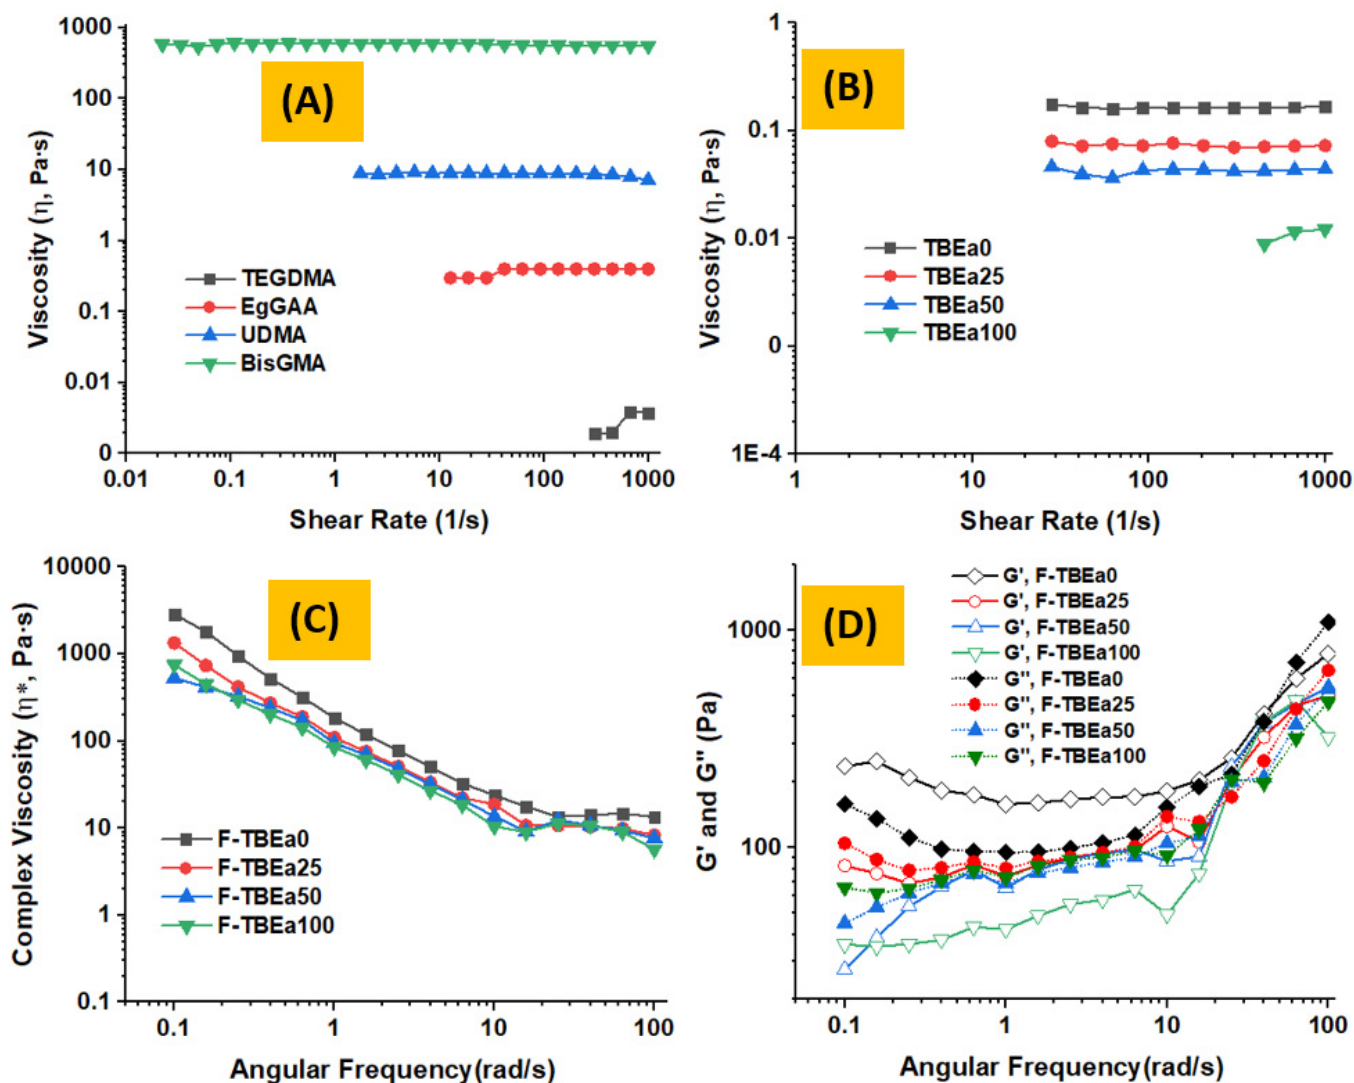 (A)
Viscosity (η, Pa·s)
1000
100
10
1
0.1
0.01
0
TEGDMA
EgGAA
UDMA
BisGMA
0.01 0.1 1 10 100 1000
Shear Rate (1/s)
(B)
Viscosity (η, Pa·s)
1
0.1
0.01
0
1E-4
TBEa0
TBEa25
TBEa50
TBEa100
1 10 100 1000
Shear Rate (1/s)
(C)
Complex Viscosity (η*, Pa·s)
10000
1000
100
10
1
0.1
F-TBEa0
F-TBEa25
F-TBEa50
F-TBEa100
0.1 1 10 100
Angular Frequency(rad/s)
(D)
G' and G'' (Pa)
1000
100
G', F-TBEa0
G', F-TBEa25
G', F-TBEa50
G', F-TBEa100
G'', F-TBEa0
G'', F-TBEa25
G'', F-TBEa50
G'', F-TBEa100
0.1 1 10 100
Angular Frequency(rad/s)